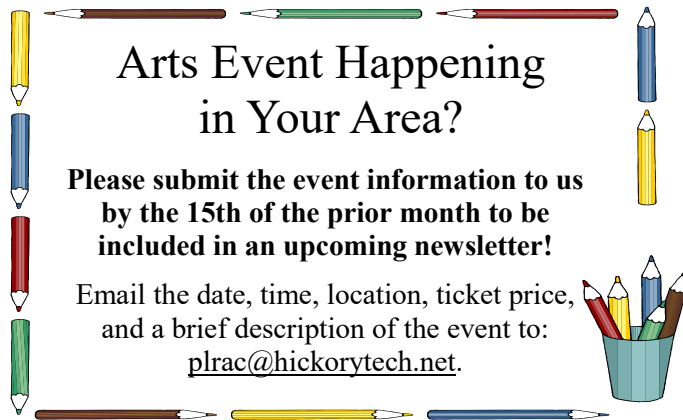 Arts Event Happening
in Your Area?
Please submit the event information to us
by the 15th of the prior month to be
included in an upcoming newsletter!
Email the date, time, location, ticket price,
and a brief description of the event to:
plrac@hickorytech.net.